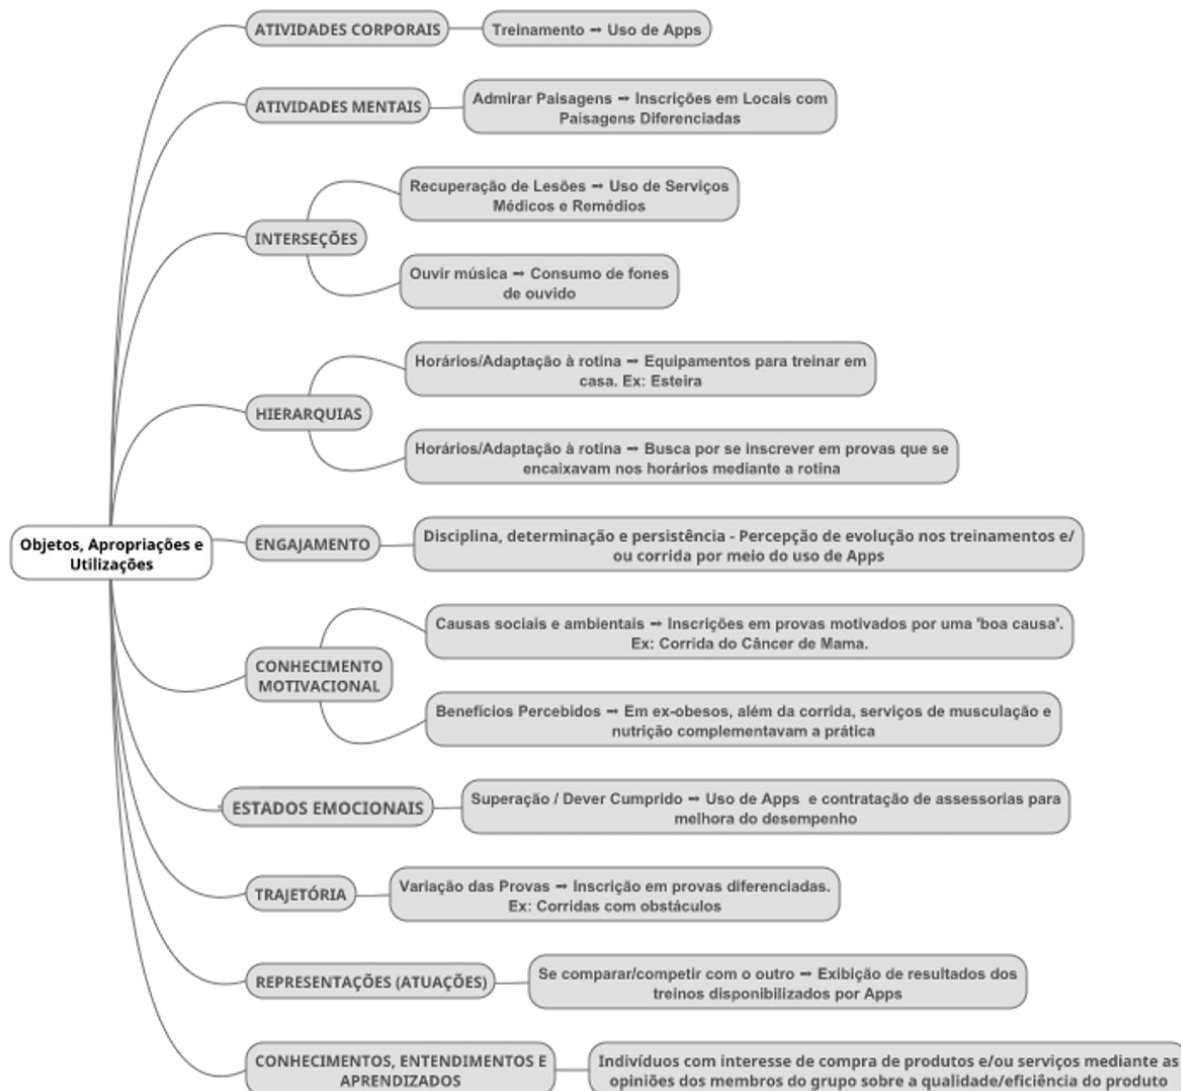 ATIVIDADES CORPORAIS
Treinamento ➡ Uso de Apps
ATIVIDADES MENTAIS
Admirar Paisagens ➡ Inscrições em Locais com
Paisagens Diferenciadas
INTERSEÇÕES
Recuperação de Lesões ➡ Uso de Serviços
Médicos e Remédios
Ouvir música ➡ Consumo de fones
de ouvido
HIERARQUIAS
Horários/Adaptação à rotina ➡ Equipamentos para treinar em
casa. Ex: Esteira
Horários/Adaptação à rotina ➡ Busca por se inscrever em provas que se
encaixavam nos horários mediante a rotina
Objetos, Apropriações e
Utilizações
ENGAJAMENTO
Disciplina, determinação e persistência - Percepção de evolução nos treinamentos e/
ou corrida por meio do uso de Apps
CONHECIMENTO
MOTIVACIONAL
Causas sociais e ambientais ➡ Inscrições em provas motivados por uma 'boa causa'.
Ex: Corrida do Câncer de Mama.
Benefícios Percebidos ➡ Em ex-obesos, além da corrida, serviços de musculação e
nutrição complementavam a prática
ESTADOS EMOCIONAIS
Superação / Dever Cumprido ➡ Uso de Apps e contratação de assessorias para
melhora do desempenho
TRAJETÓRIA
Variação das Provas ➡ Inscrição em provas diferenciadas.
Ex: Corridas com obstáculos
REPRESENTAÇÕES (ATUAÇÕES)
Se comparar/competir com o outro ➡ Exibição de resultados dos
treinos disponibilizados por Apps
CONHECIMENTOS, ENTENDIMENTOS E
APRENDIZADOS
Indivíduos com interesse de compra de produtos e/ou serviços mediante as
opiniões dos membros do grupo sobre a qualidade/eficiência do produto